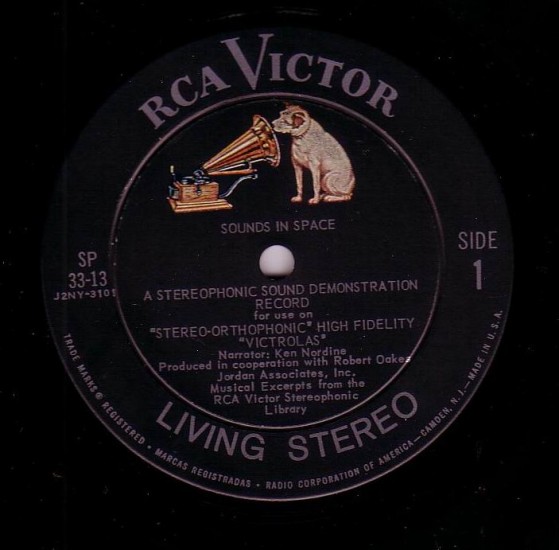 RCA VICTOR
SOUNDS IN SPACE
SP
33-13
J2NY-3101
SIDE
1
A STEREOPHONIC SOUND DEMONSTRATION
RECORD
for use on
"STEREO-ORTHOPHONIC" HIGH FIDELITY
"VICTROLAS"
Narrator: Ken Nordine
Produced in cooperation with Robert Oakes
Jordan Associates, Inc.
Musical Excerpts from the
RCA Victor Stereophonic
Library
LIVING STEREO
TRADE MARKS ® REGISTERED • MARCAS REGISTRADAS • RADIO CORPORATION OF AMERICA—CAMDEN, N.J.—MADE IN U.S.A.